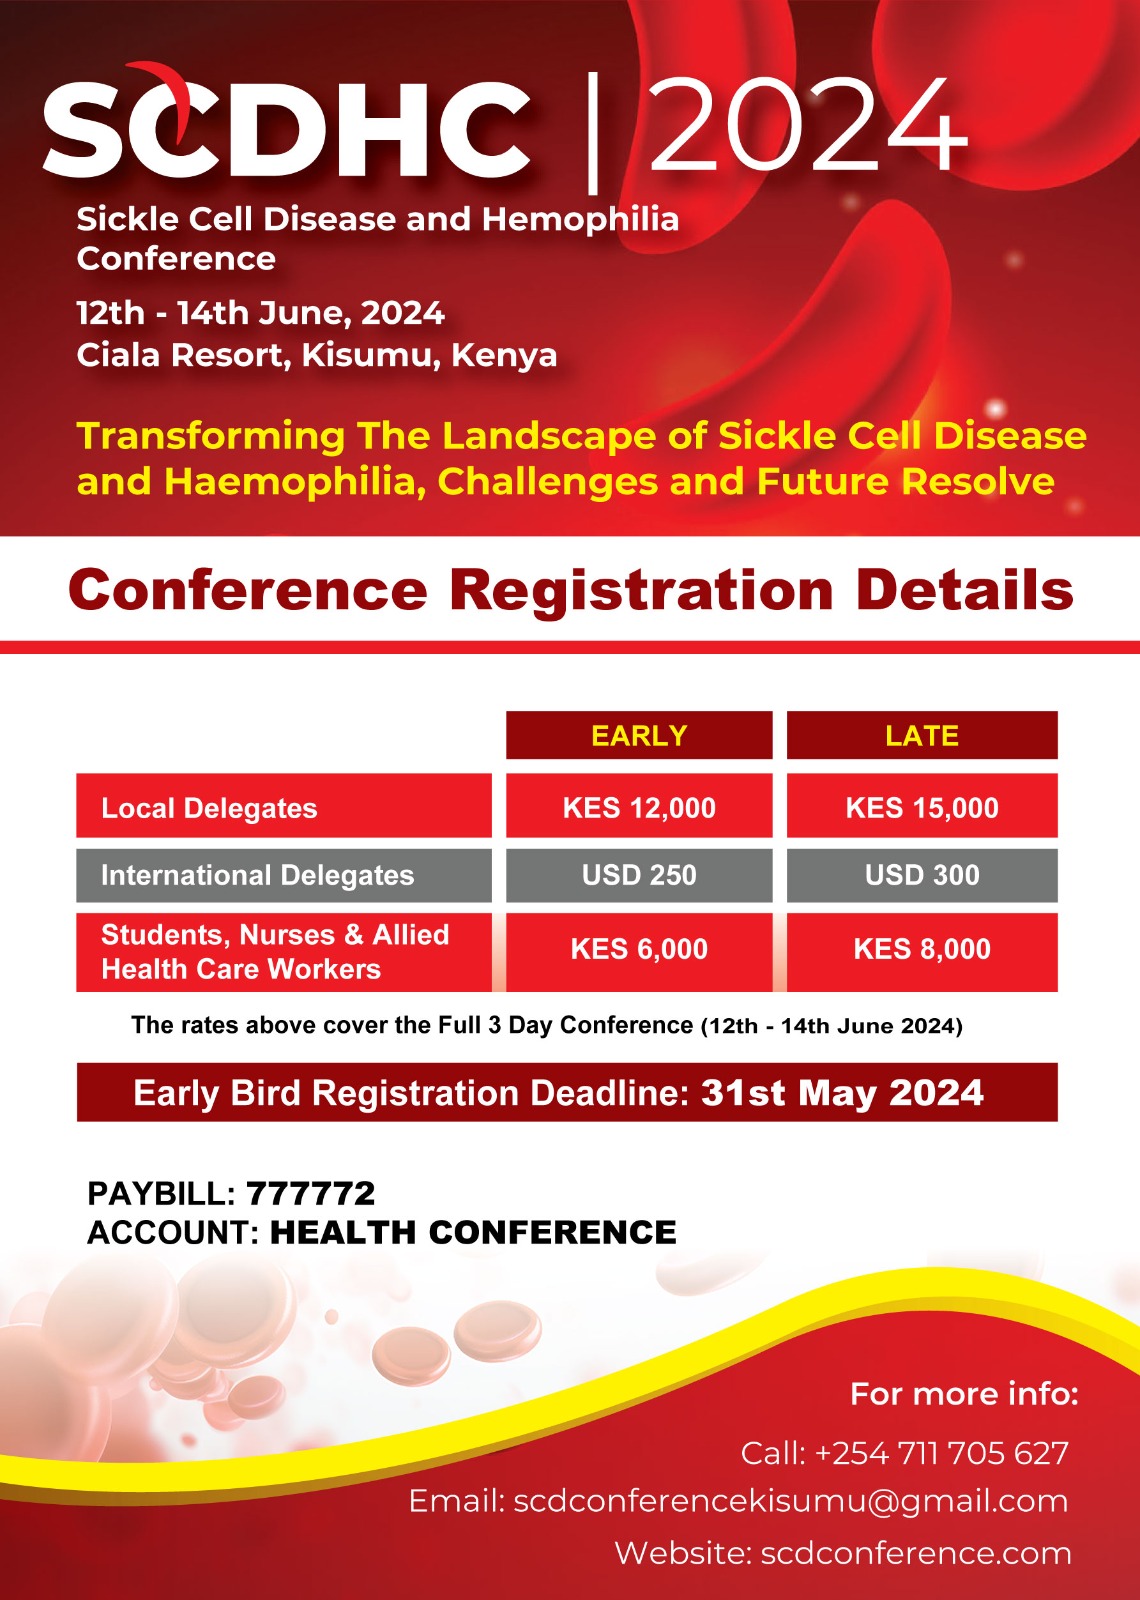 SCDHC | 2024
Sickle Cell Disease and Hemophilia
Conference
12th - 14th June, 2024
Ciala Resort, Kisumu, Kenya
Transforming The Landscape of Sickle Cell Disease
and Haemophilia, Challenges and Future Resolve
Conference Registration Details
EARLY LATE
Local Delegates KES 12,000 KES 15,000
International Delegates USD 250 USD 300
Students, Nurses & Allied
Health Care Workers KES 6,000 KES 8,000
The rates above cover the Full 3 Day Conference (12th - 14th June 2024)
Early Bird Registration Deadline: 31st May 2024
PAYBILL: 777772
ACCOUNT: HEALTH CONFERENCE
For more info:
Call: +254 711 705 627
Email: scdconferencekisumu@gmail.com
Website: scdconference.com